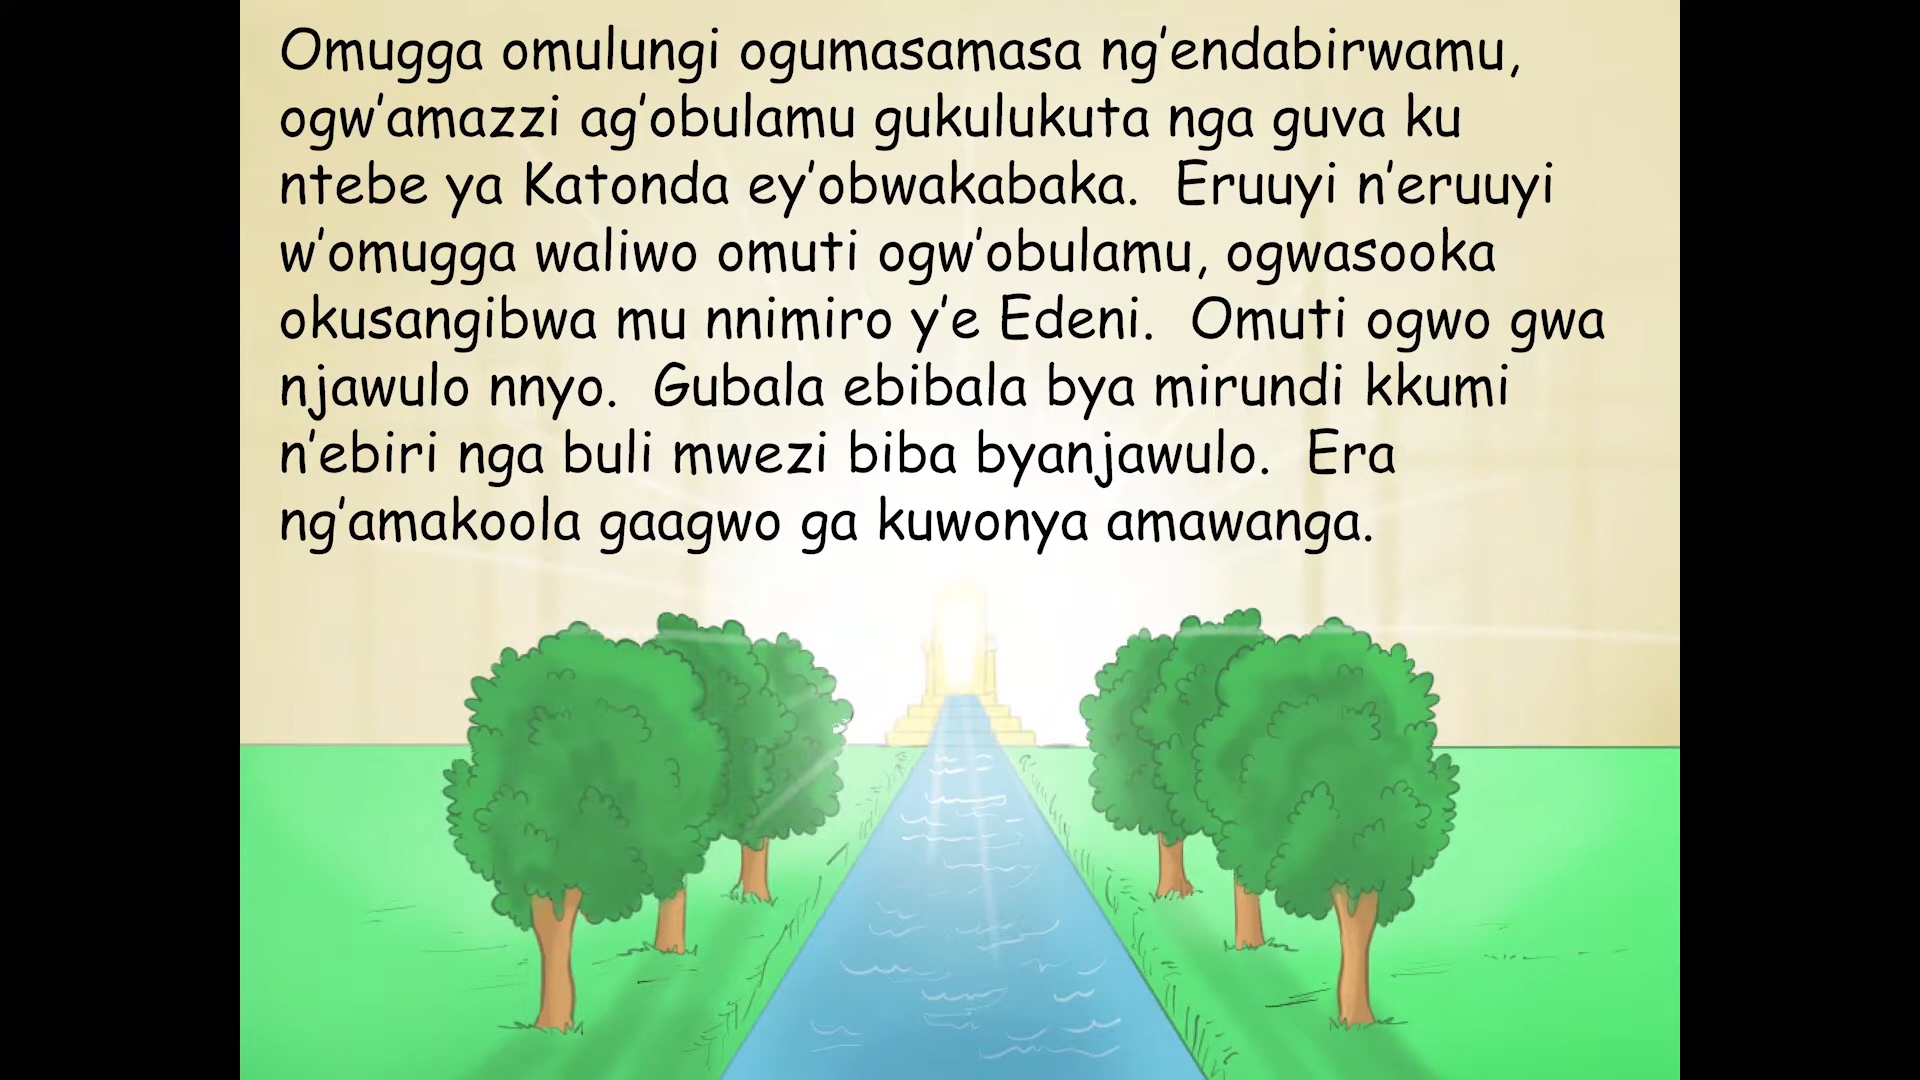 Omugga omulungi ogumasamasa ng’endabirwamu,
ogw’amazzi ag’obulamu gukulukuta nga guva ku
ntebe ya Katonda ey’obwakabaka.  Eruuyi n’eruuyi
w’omugga waliwo omuti ogw’obulamu, ogwasooka
okusangibwa mu nnimiro y’e Edeni.  Omuti ogwo gwa
njawulo nnyo.  Gubala ebibala bya mirundi kkumi
n’ebiri nga buli mwezi biba byanjawulo.  Era
ng’amakoola gaagwo ga kuwonya amawanga.